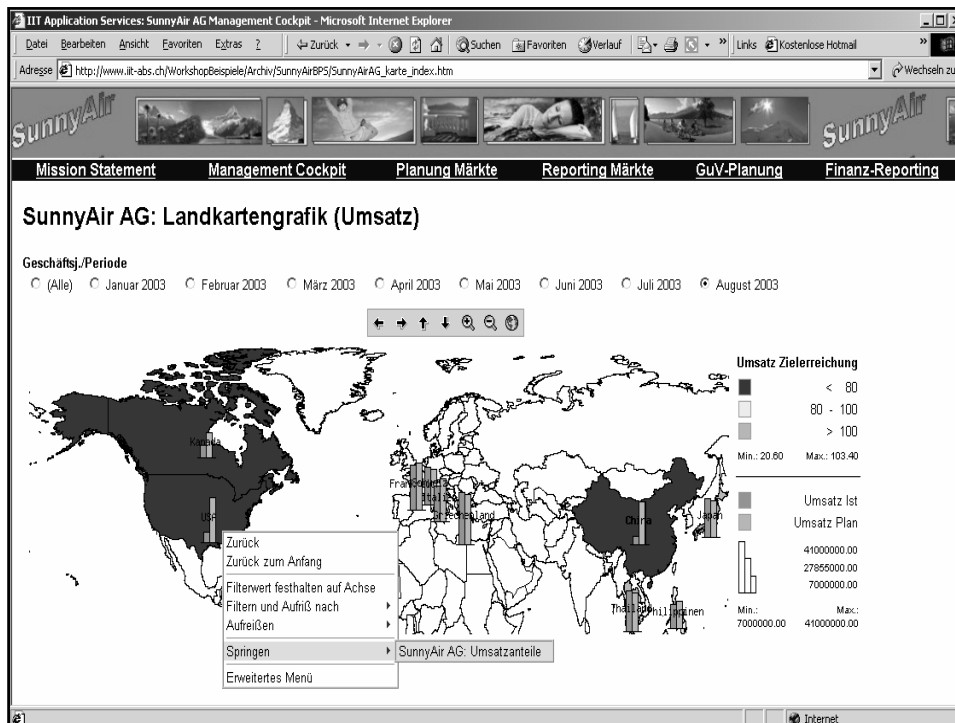 IIT Application Services: SunnyAir AG Management Cockpit - Microsoft Internet Explorer
Datei Bearbeiten Ansicht Favoriten Extras ? Zurück Suchen Favoriten Verlauf Links Kostenlose Hotmail
Adresse http://www.iit-abs.ch/WorkshopBeispiele/Archiv/SunnyAirBPS/SunnyAirAG_karte_index.htm Wechseln zu
SunnyAir SunnyAir
Mission Statement Management Cockpit Planung Märkte Reporting Märkte GuV-Planung Finanz-Reporting
SunnyAir AG: Landkartengrafik (Umsatz)
Geschäftsj./Periode
(Alle) Januar 2003 Februar 2003 März 2003 April 2003 Mai 2003 Juni 2003 Juli 2003 August 2003
Umsatz Zielerreichung
< 80
80 - 100
> 100
Min.: 20.60 Max.: 103.40
Kanada
USA
Italien
Griechenland
China
Japan
Thailand
Philippinen
Umsatz Ist
Umsatz Plan
41000000.00
27855000.00
7000000.00
Min.: Max.:
7000000.00 41000000.00
Zurück
Zurück zum Anfang
Filterwert festhalten auf Achse
Filtern und Aufriß nach
Aufreißen
Springen
SunnyAir AG: Umsatzanteile
Erweitertes Menü
Internet